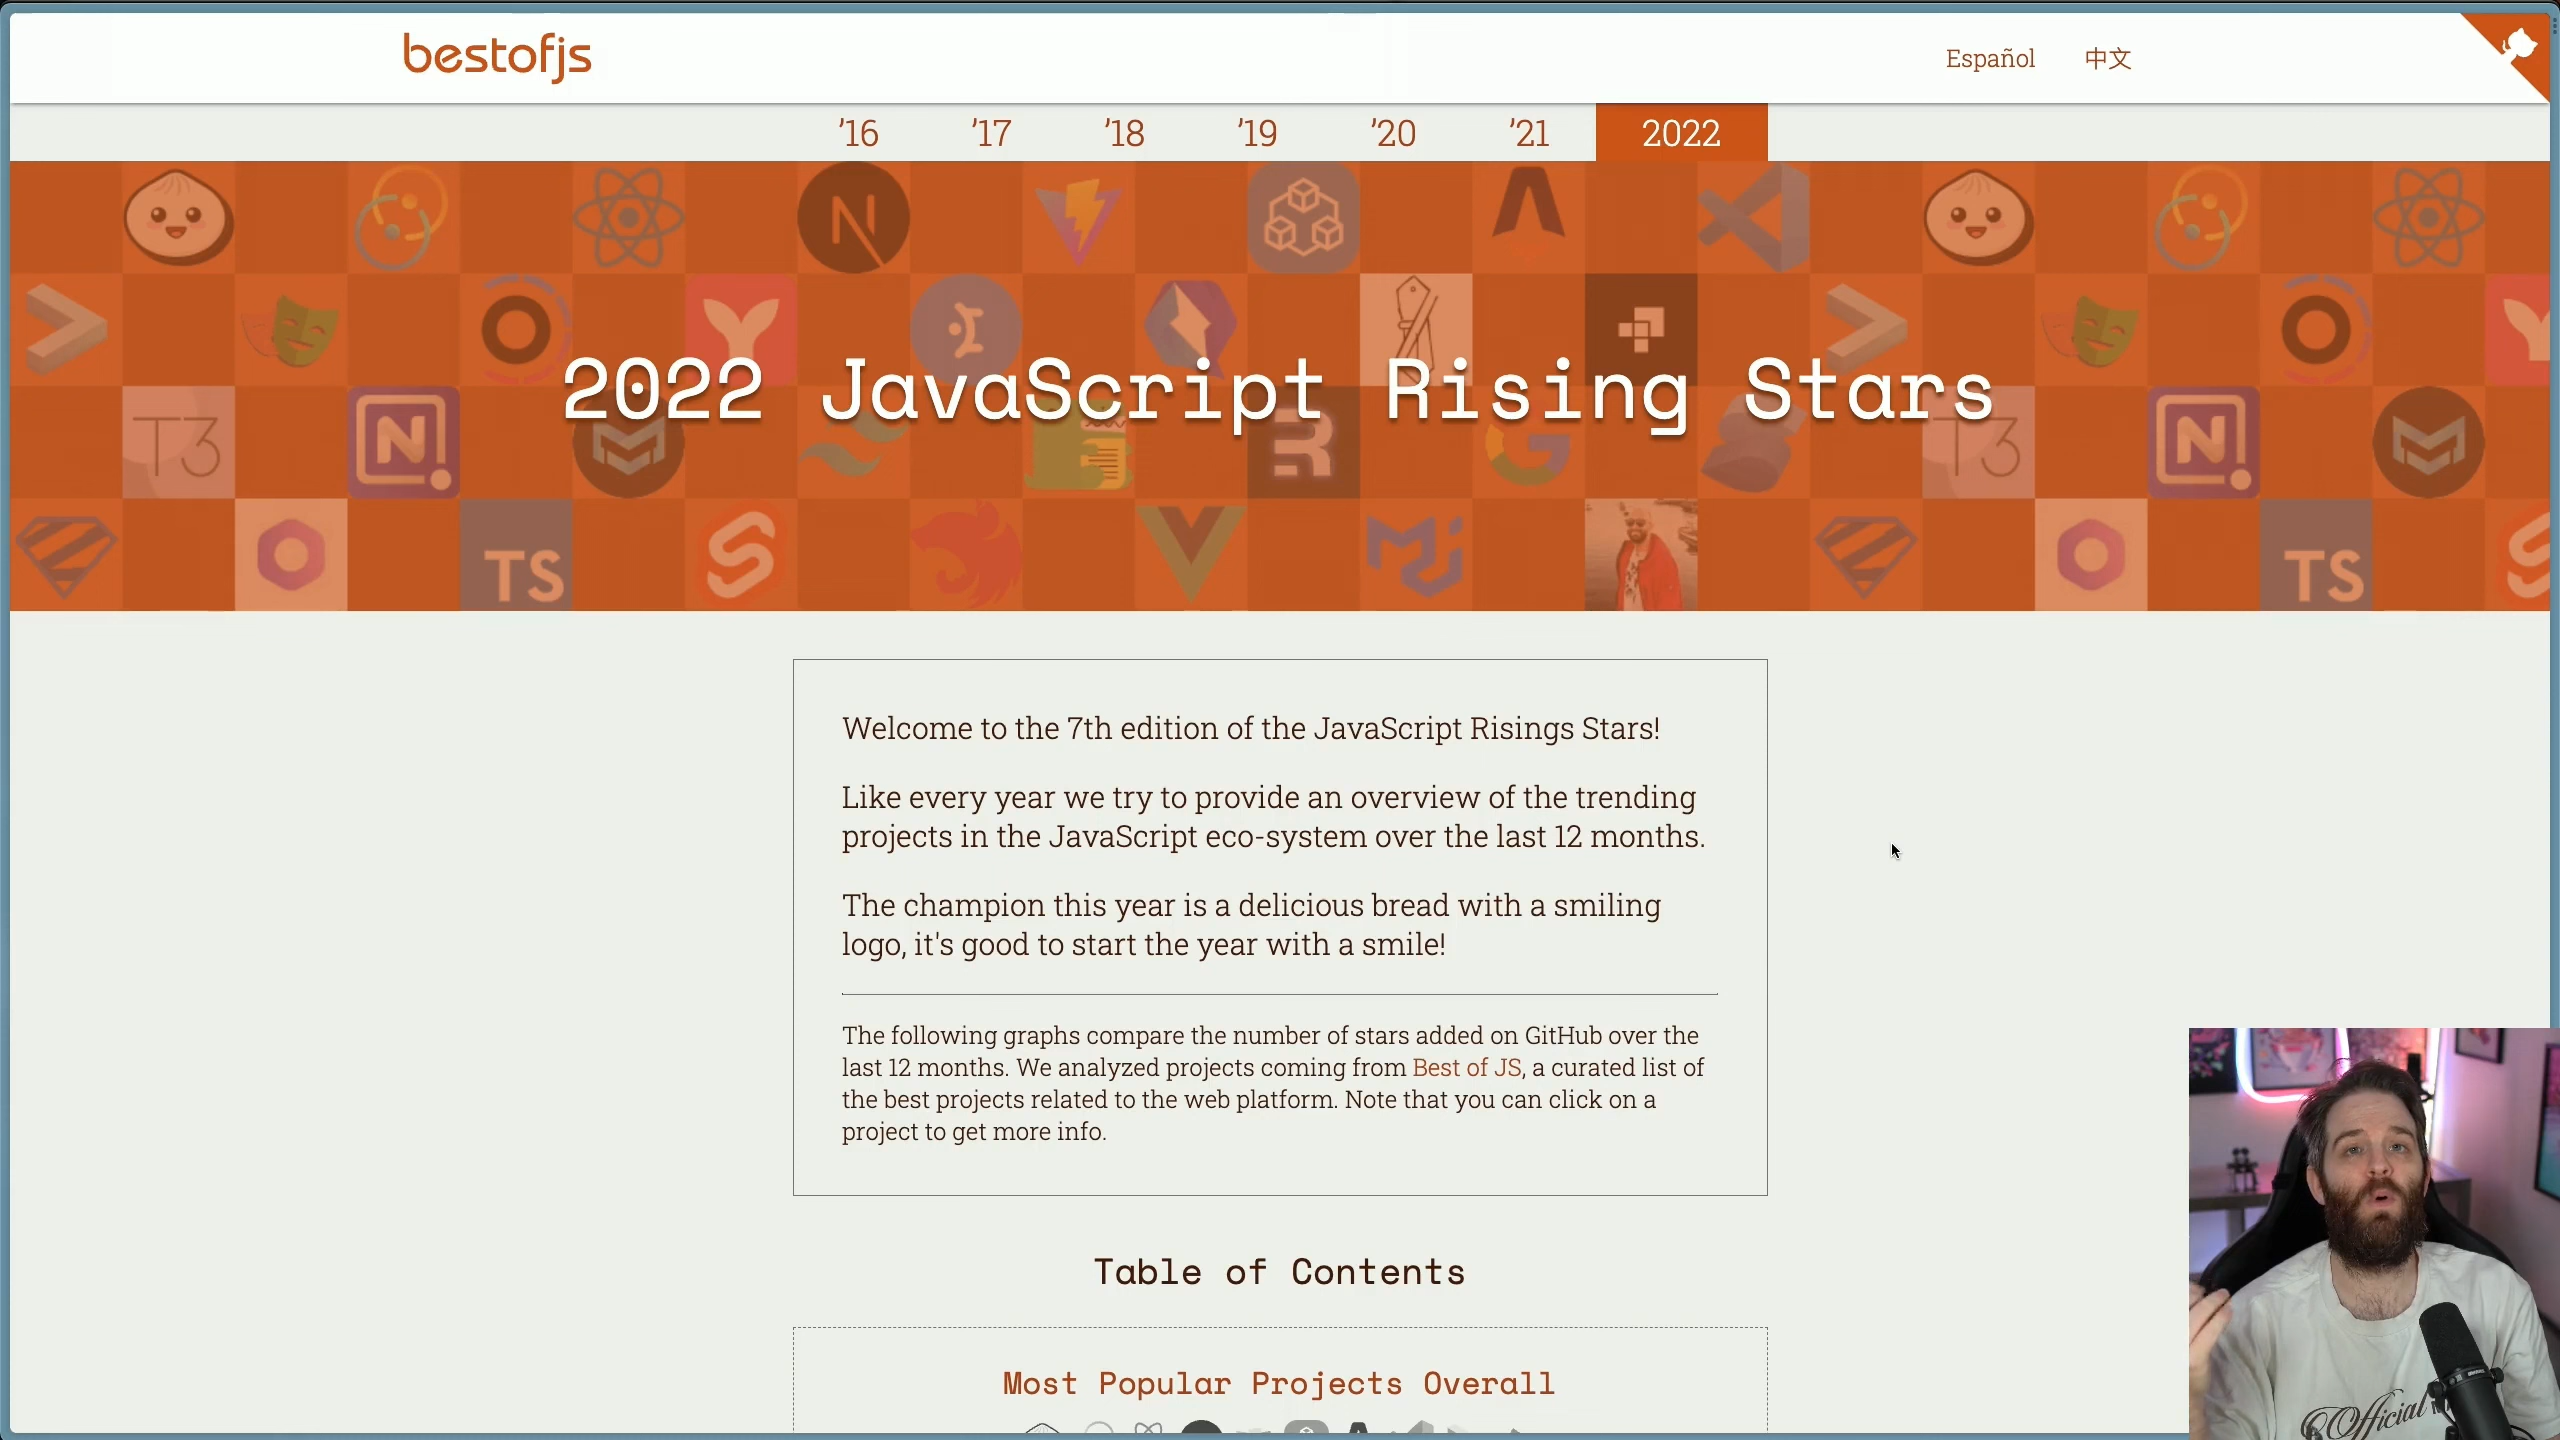 bestofjs
Español 中文
’16 ’17 ’18 ’19 ’20 ’21 2022
2022 JavaScript Rising Stars
T3
T3
TS
TS
Welcome to the 7th edition of the JavaScript Risings Stars!
Like every year we try to provide an overview of the trending
projects in the JavaScript eco-system over the last 12 months.
The champion this year is a delicious bread with a smiling
logo, it's good to start the year with a smile!
The following graphs compare the number of stars added on GitHub over the
last 12 months. We analyzed projects coming from Best of JS, a curated list of
the best projects related to the web platform. Note that you can click on a
project to get more info.
Table of Contents
Most Popular Projects Overall
Official